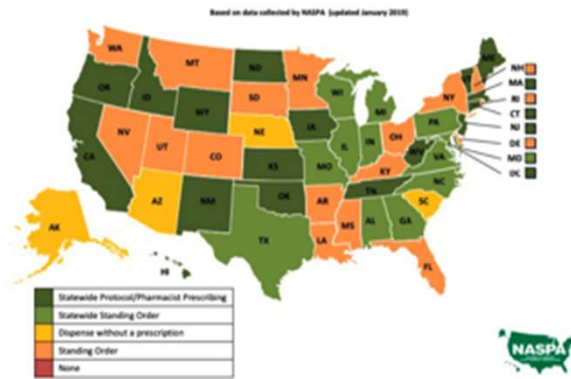 Based on data collected by NASPA (updated January 2019)
WA
MT
ND
MN
OR
ID
WY
SD
WI
MI
NY
VT
ME
NH
MA
RI
CT
NJ
DE
MD
DC
NV
UT
CO
NE
IA
IL
IN
OH
PA
WV
VA
CA
KS
MO
KY
NC
TN
SC
AZ
NM
OK
AR
MS
AL
GA
TX
LA
FL
AK
HI
Statewide Protocol/Pharmacist Prescribing
Statewide Standing Order
Dispense without a prescription
Standing Order
None
NASPA